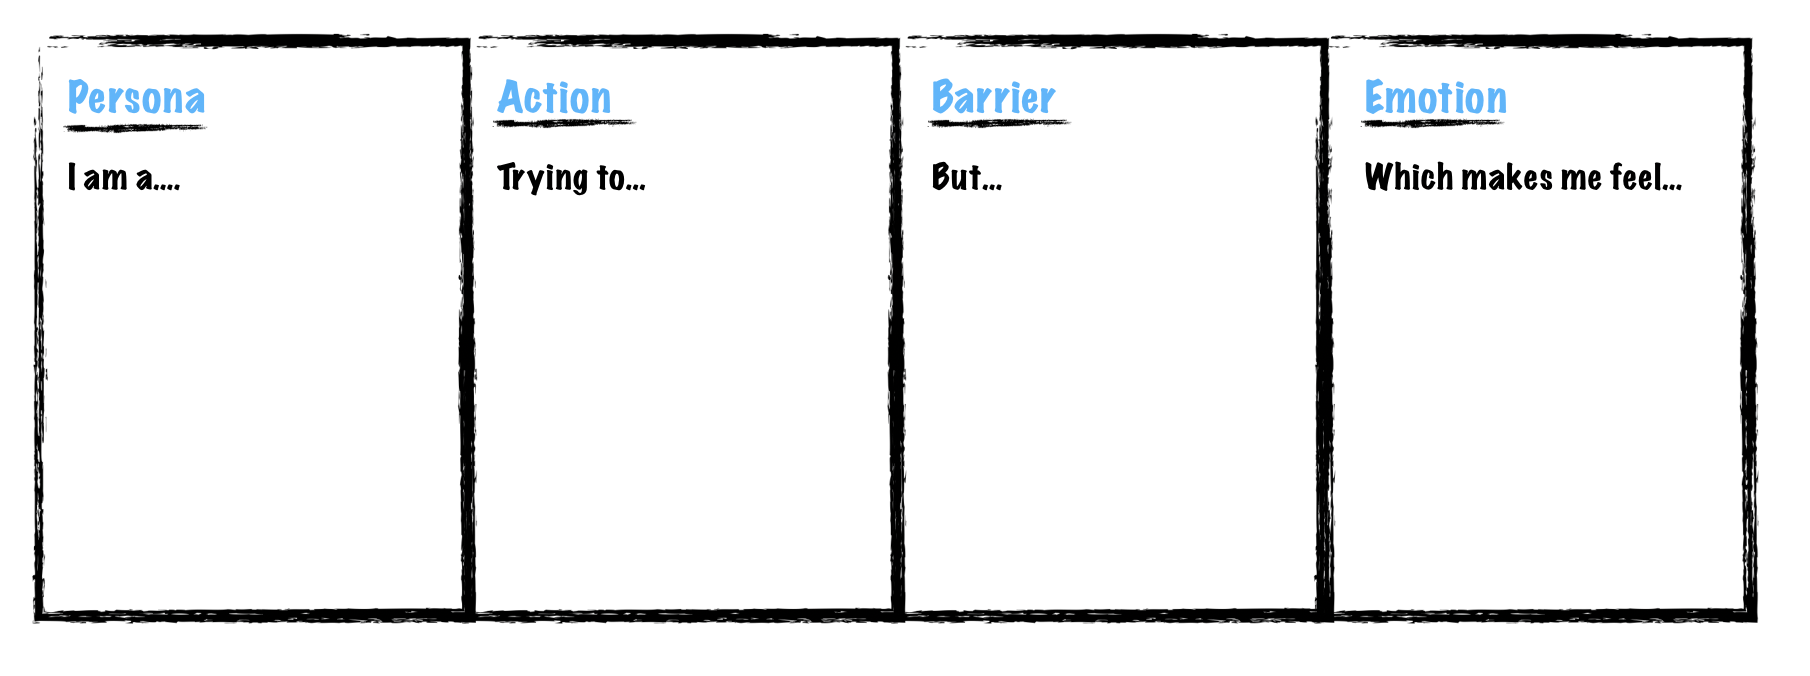 Persona
I am a....
Action
Trying to...
Barrier
But...
Emotion
Which makes me feel...